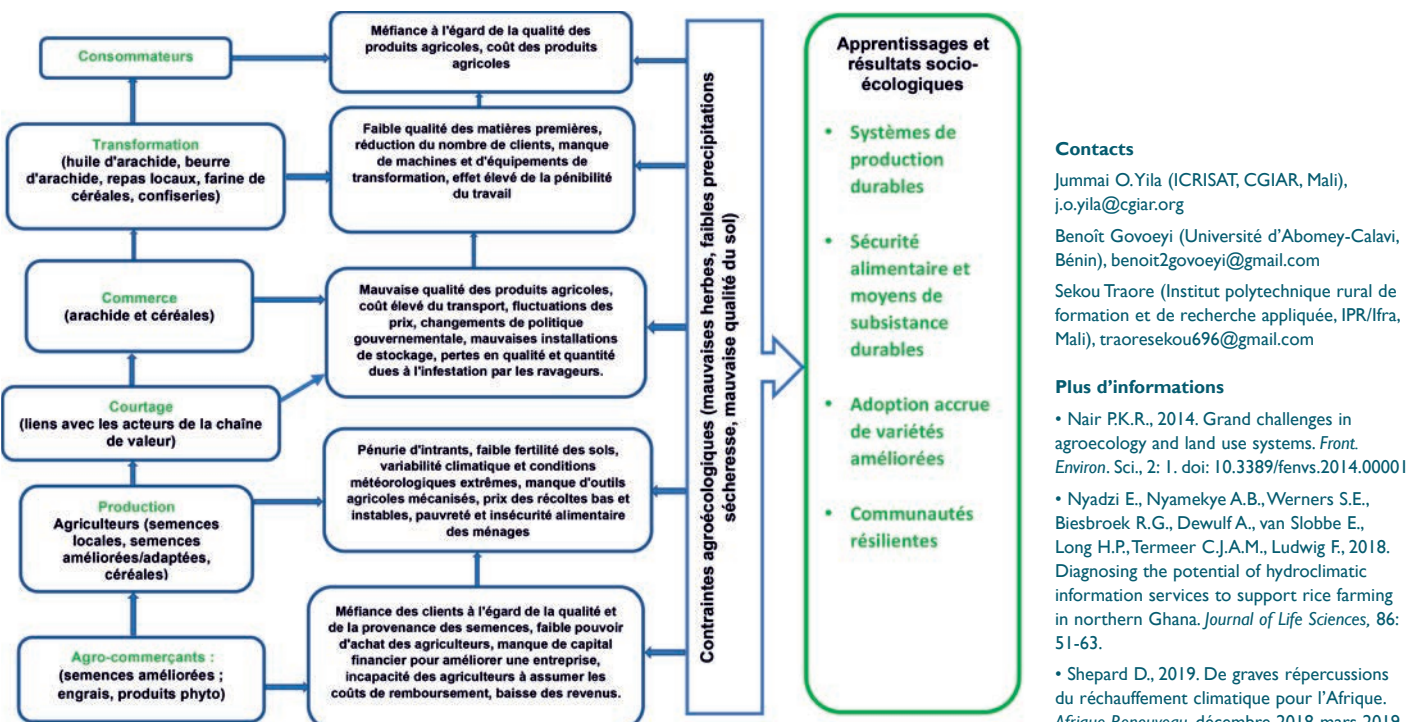 Consommateurs
Méfiance à l'égard de la qualité des
produits agricoles, coût des produits
agricoles
Transformation
(huile d'arachide, beurre
d'arachide, repas locaux, farine de
céréales, confiseries)
Faible qualité des matières premières,
réduction du nombre de clients, manque
de machines et d'équipements de
transformation, effet élevé de la pénibilité
du travail
Commerce
(arachide et céréales)
Mauvaise qualité des produits agricoles,
coût élevé du transport, fluctuations des
prix, changements de politique
gouvernementale, mauvaises installations
de stockage, pertes en qualité et quantité
dues à l'infestation par les ravageurs.
Courtage
(liens avec les acteurs de la chaîne
de valeur)
Production
Agriculteurs (semences
locales, semences
améliorées/adaptées,
céréales)
Pénurie d'intrants, faible fertilité des sols,
variabilité climatique et conditions
météorologiques extrêmes, manque d'outils
agricoles mécanisés, prix des récoltes bas et
instables, pauvreté et insécurité alimentaire
des ménages
Agro-commerçants :
(semences améliorées ;
engrais, produits phyto)
Méfiance des clients à l'égard de la qualité et
de la provenance des semences, faible pouvoir
d'achat des agriculteurs, manque de capital
financier pour améliorer une entreprise,
incapacité des agriculteurs à assumer les
coûts de remboursement, baisse des revenus.
Contraintes agroécologiques (mauvaises herbes, faibles precipitations
sécheresse, mauvaise qualité du sol)
Apprentissages et
résultats socio-
écologiques
• Systèmes de
production
durables
• Sécurité
alimentaire et
moyens de
subsistance
durables
• Adoption accrue
de variétés
améliorées
• Communautés
résilientes
Contacts
Jummai O. Yila (ICRISAT, CGIAR, Mali),
j.o.yila@cgiar.org
Benoît Govoeyi (Université d'Abomey-Calavi,
Bénin), benoit2govoeyi@gmail.com
Sekou Traore (Institut polytechnique rural de
formation et de recherche appliquée, IPR/Ifra,
Mali), traoresekou696@gmail.com
Plus d'informations
• Nair P.K.R., 2014. Grand challenges in
agroecology and land use systems. Front.
Environ. Sci., 2: 1. doi: 10.3389/fenvs.2014.00001
• Nyadzi E., Nyamekye A.B., Werners S.E.,
Biesbroek R.G., Dewulf A., van Slobbe E.,
Long H.P., Termeer C.J.A.M., Ludwig F., 2018.
Diagnosing the potential of hydroclimatic
information services to support rice farming
in northern Ghana. Journal of Life Sciences, 86:
51-63.
• Shepard D., 2019. De graves répercussions
du réchauffement climatique pour l'Afrique.
Afrique Renouveau, décembre 2018-mars 2019